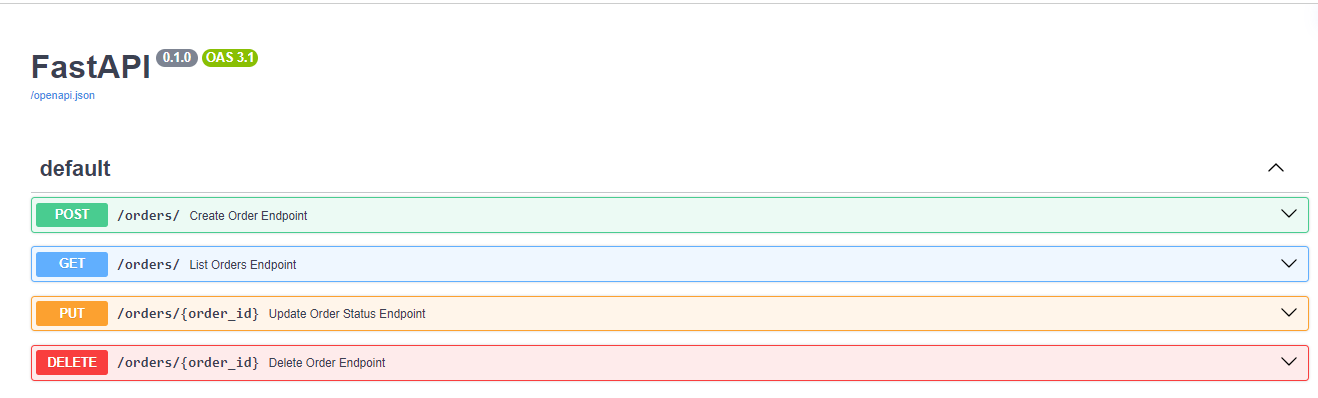 FastAPI 0.1.0 OAS 3.1
/openapi.json
default
POST /orders/ Create Order Endpoint
GET /orders/ List Orders Endpoint
PUT /orders/{order_id} Update Order Status Endpoint
DELETE /orders/{order_id} Delete Order Endpoint